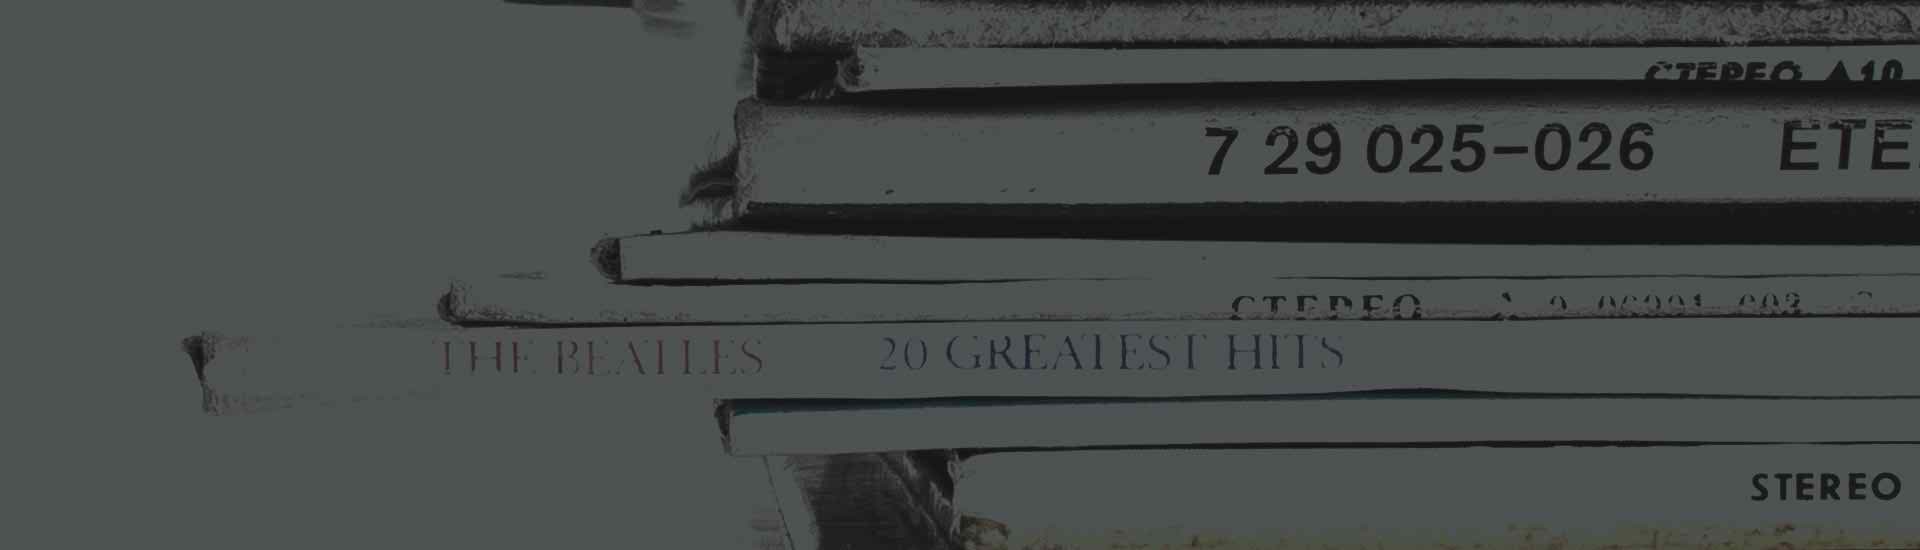 СТЕРЕО
7 29 025-026 ETE
СТЕРЕО
THE BEATLES 20 GREATEST HITS
STEREO